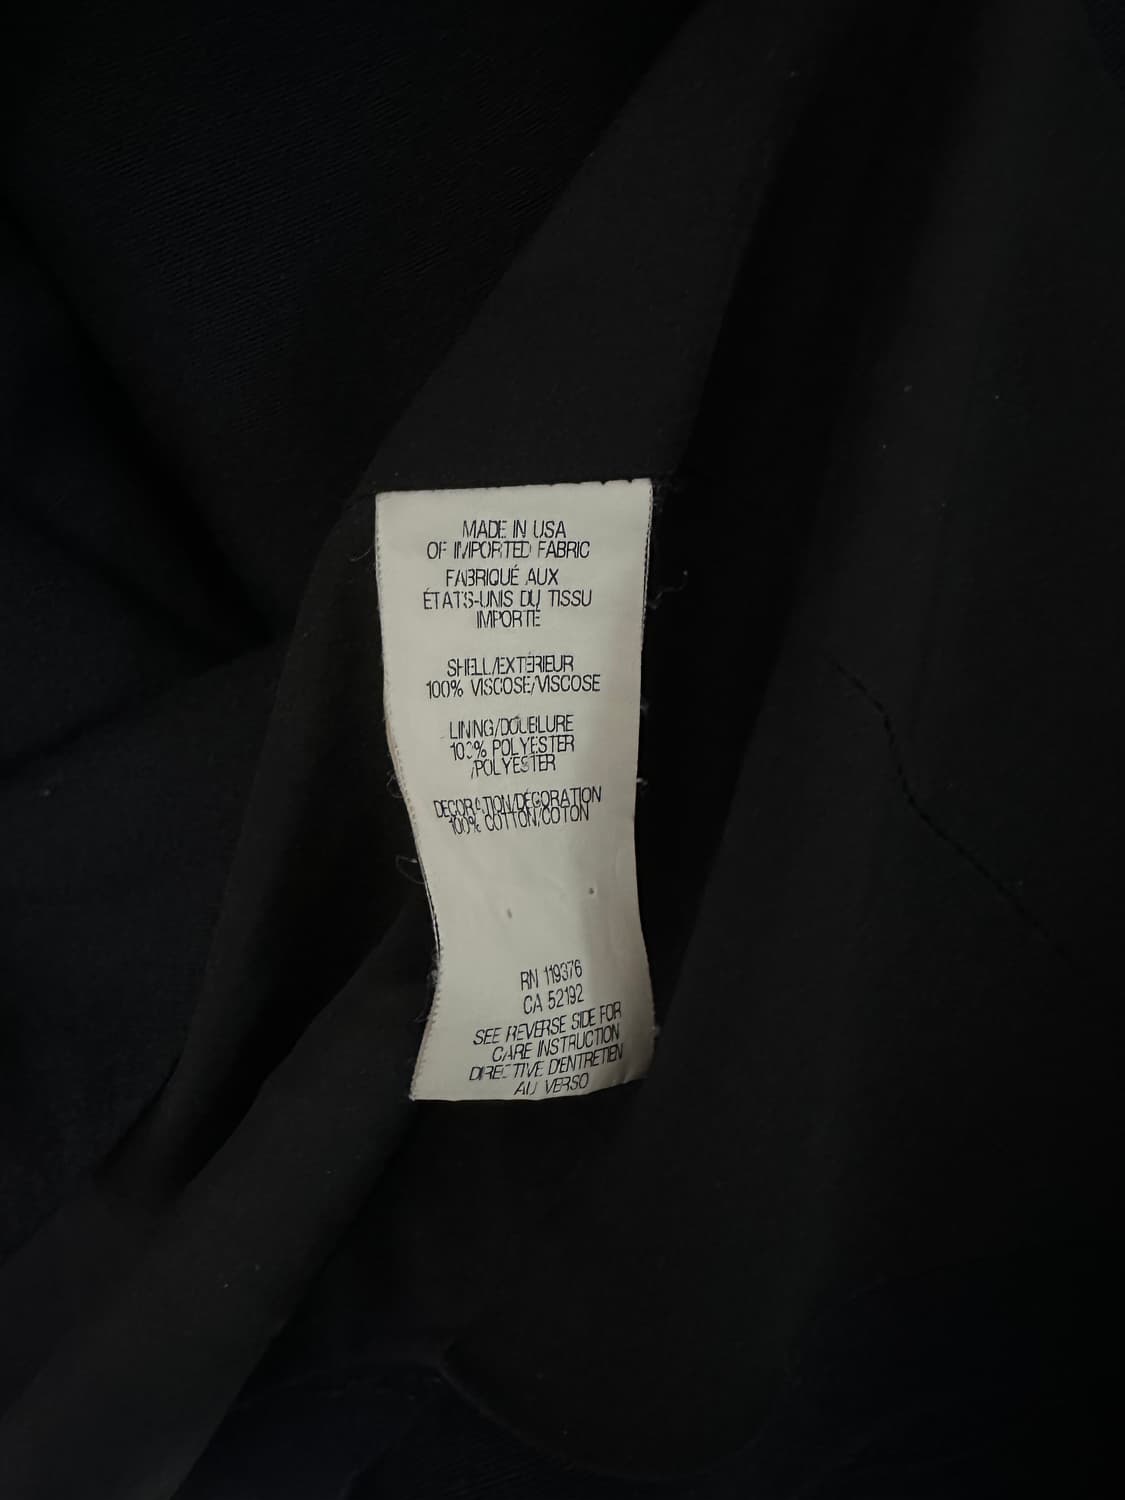 MADE IN USA
OF IMPORTED FABRIC
FABRIQUÉ AUX
ÉTATS-UNIS DU TISSU
IMPORTÉ
SHELL/EXTÉRIEUR
100% VISCOSE/VISCOSE
LINING/DOUBLURE
100% POLYESTER
/POLYESTER
DECORATION/DÉCORATION
100% COTTON/COTON
RN 119376
CA 52192
SEE REVERSE SIDE FOR
CARE INSTRUCTION
DIRECTIVE D'ENTRETIEN
AU VERSO